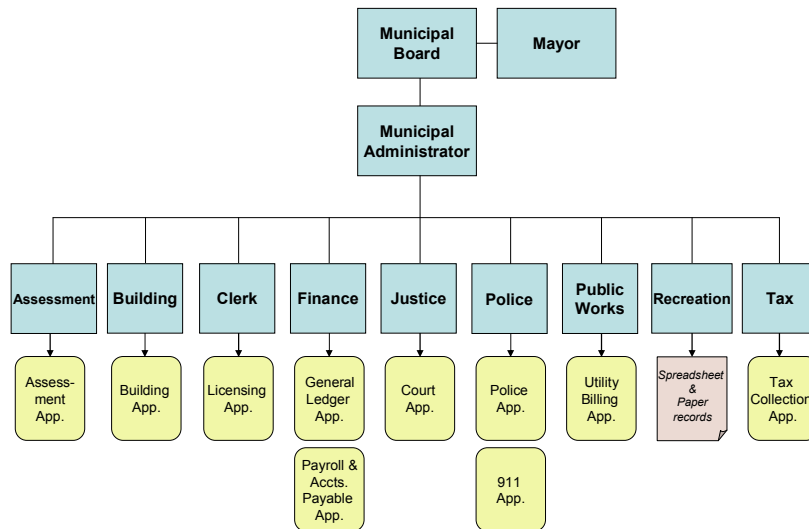 Municipal
Board
Mayor
Municipal
Administrator
Assessment
Building
Clerk
Finance
Justice
Police
Public
Works
Recreation
Tax
Assess-
ment
App.
Building
App.
Licensing
App.
General
Ledger
App.
Court
App.
Police
App.
Utility
Billing
App.
Spreadsheet
&
Paper
records
Tax
Collection
App.
Payroll &
Accts.
Payable
App.
911
App.